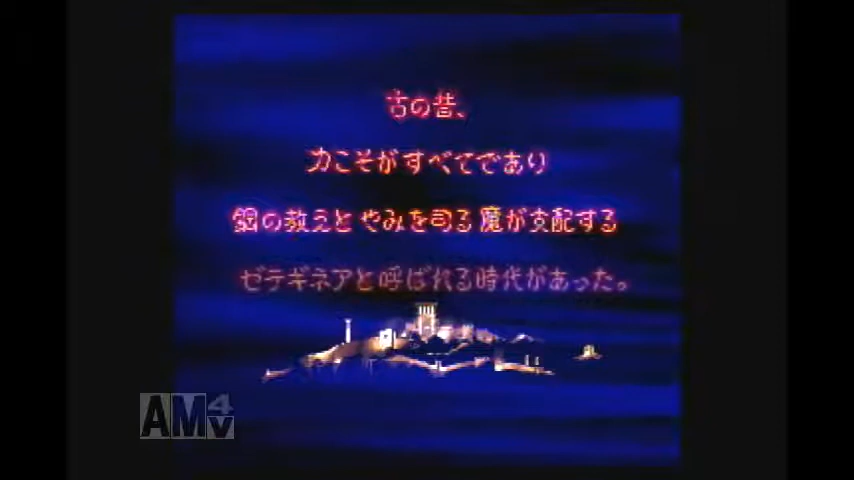 古の昔、
力こそがすべてであり
鋼の教えとやみを司る魔が支配する
ゼテギネアと呼ばれる時代があった。
AMV4